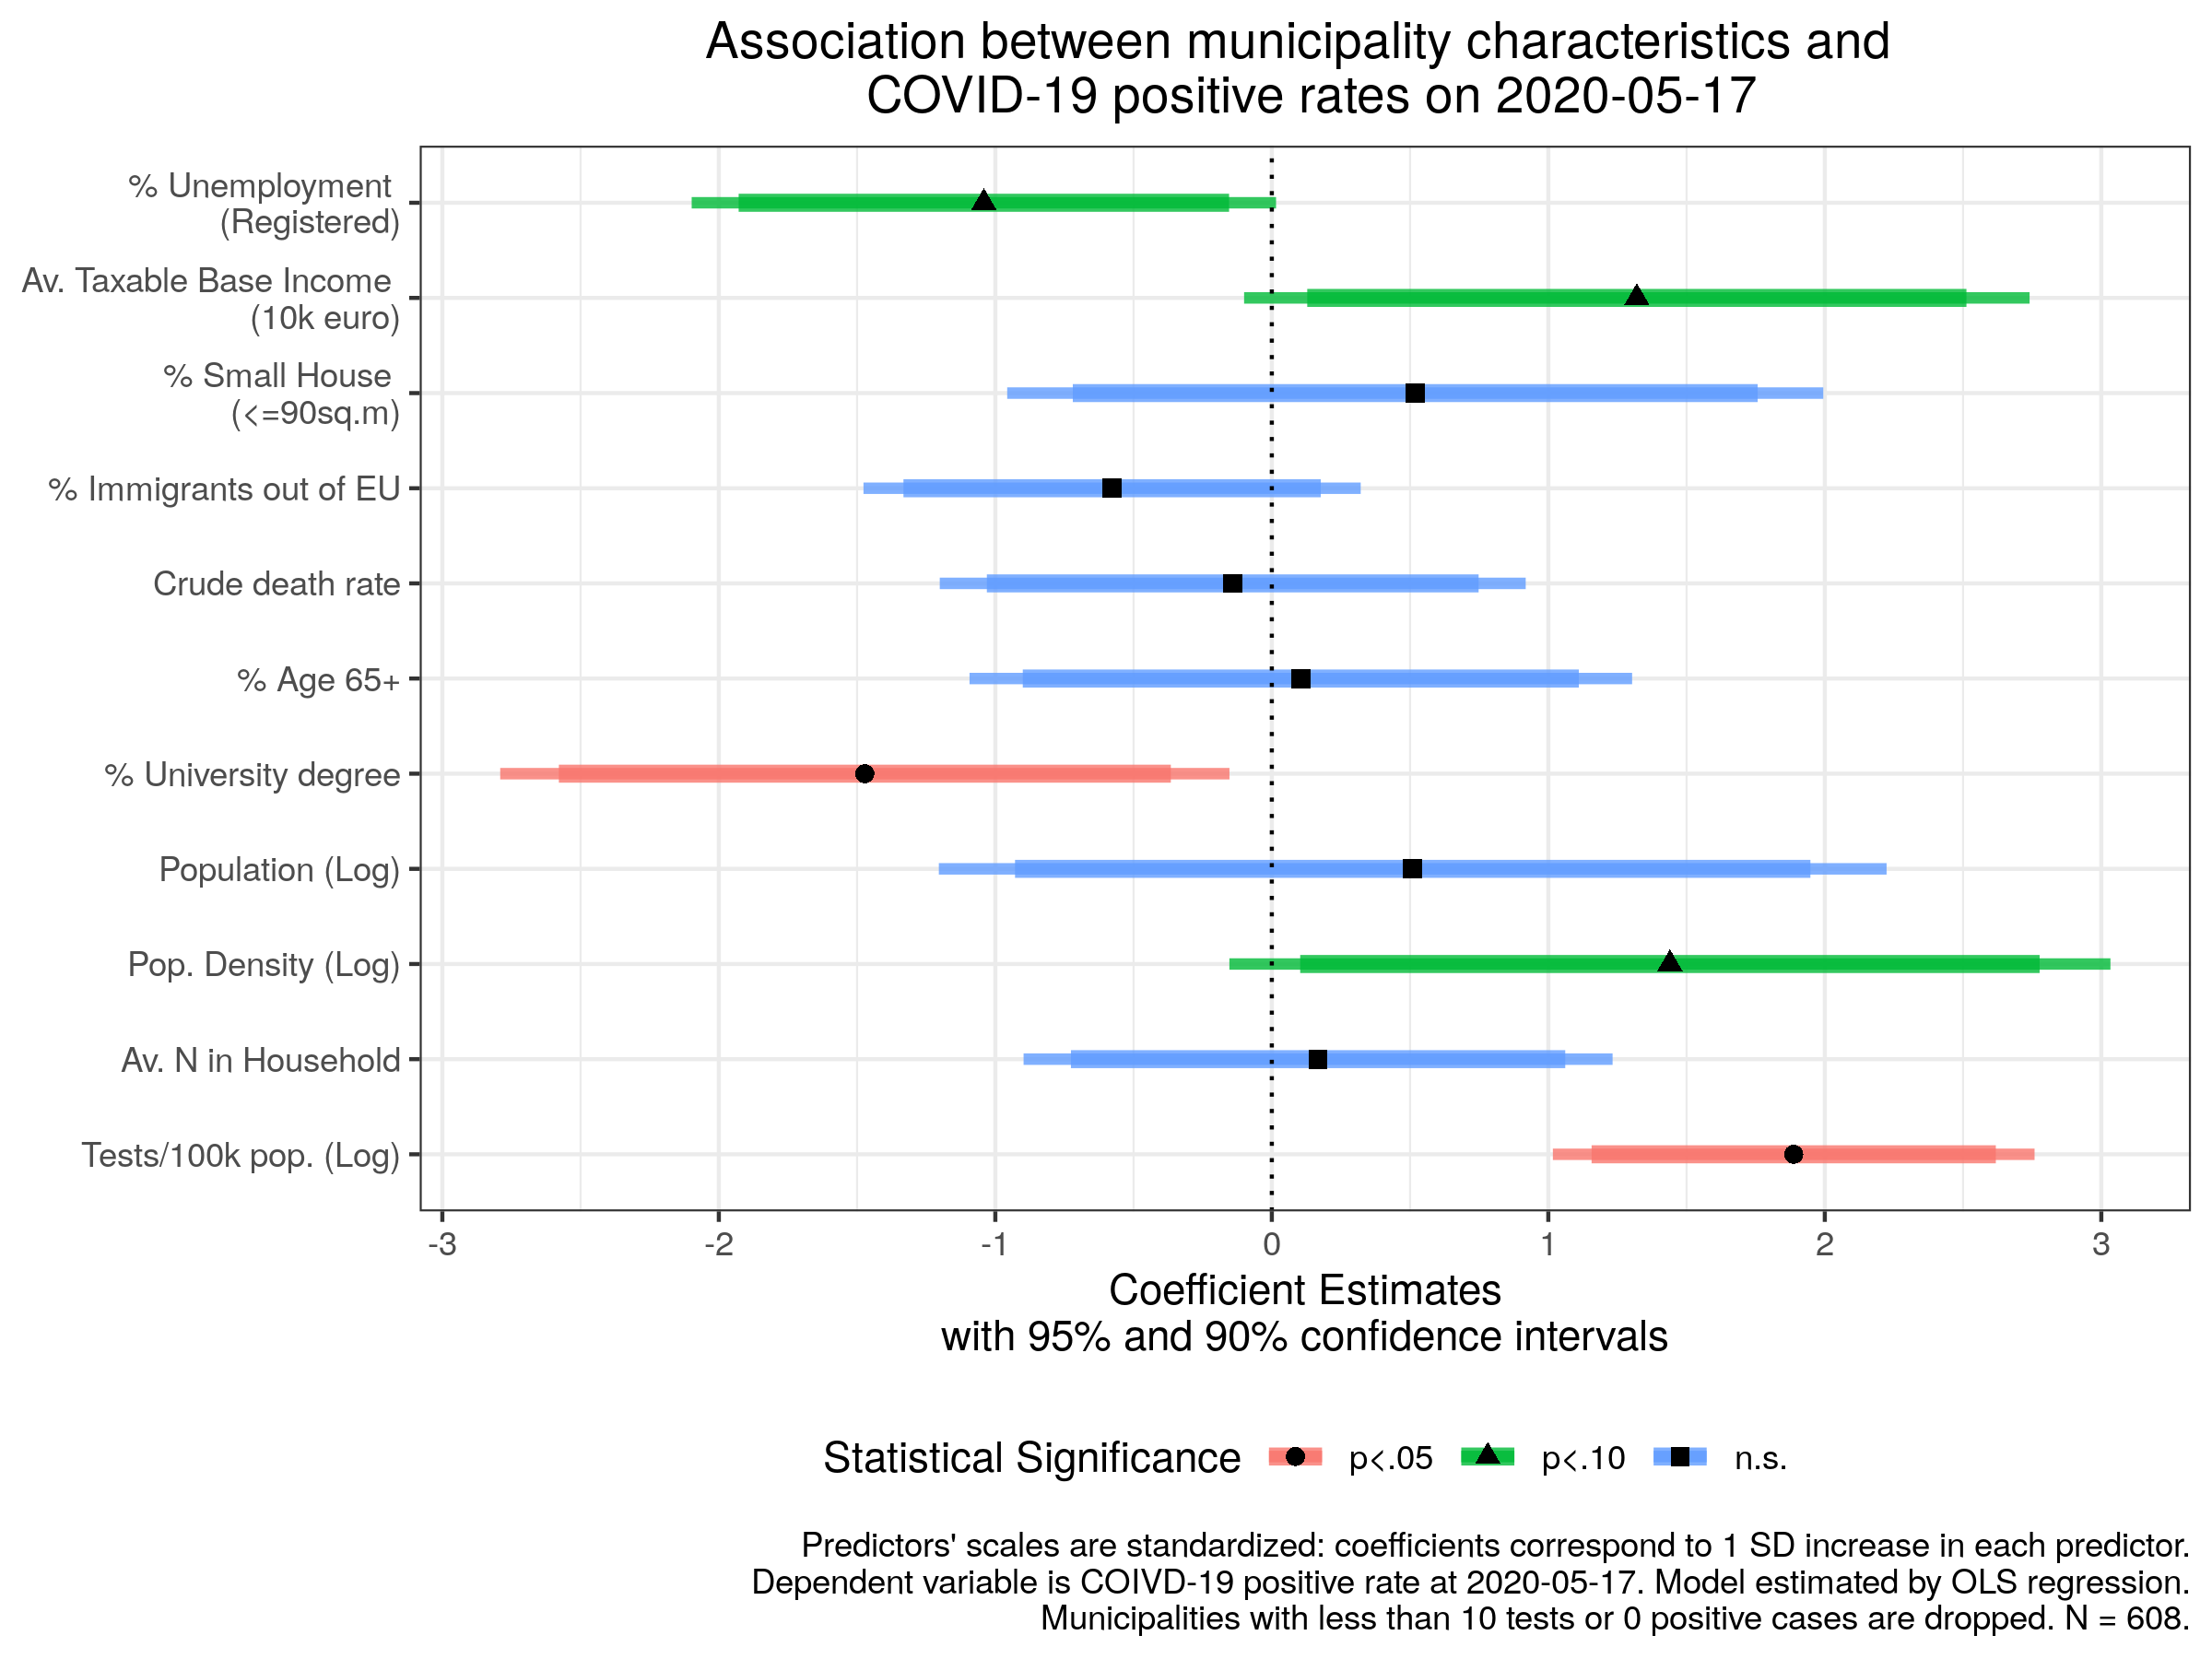 Association between municipality characteristics and
COVID-19 positive rates on 2020-05-17
% Unemployment
(Registered)
Av. Taxable Base Income
(10k euro)
% Small House
(<=90sq.m)
% Immigrants out of EU
Crude death rate
% Age 65+
% University degree
Population (Log)
Pop. Density (Log)
Av. N in Household
Tests/100k pop. (Log)
-3 -2 -1 0 1 2 3
Coefficient Estimates
with 95% and 90% confidence intervals
Statistical Significance p<.05 p<.10 n.s.
Predictors' scales are standardized: coefficients correspond to 1 SD increase in each predictor.
Dependent variable is COIVD-19 positive rate at 2020-05-17. Model estimated by OLS regression.
Municipalities with less than 10 tests or 0 positive cases are dropped. N = 608.